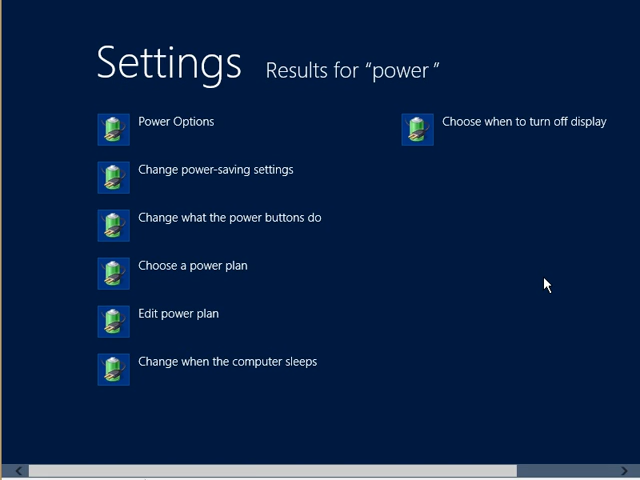 Settings Results for “power ”
Power Options
Change power-saving settings
Change what the power buttons do
Choose a power plan
Edit power plan
Change when the computer sleeps
Choose when to turn off display